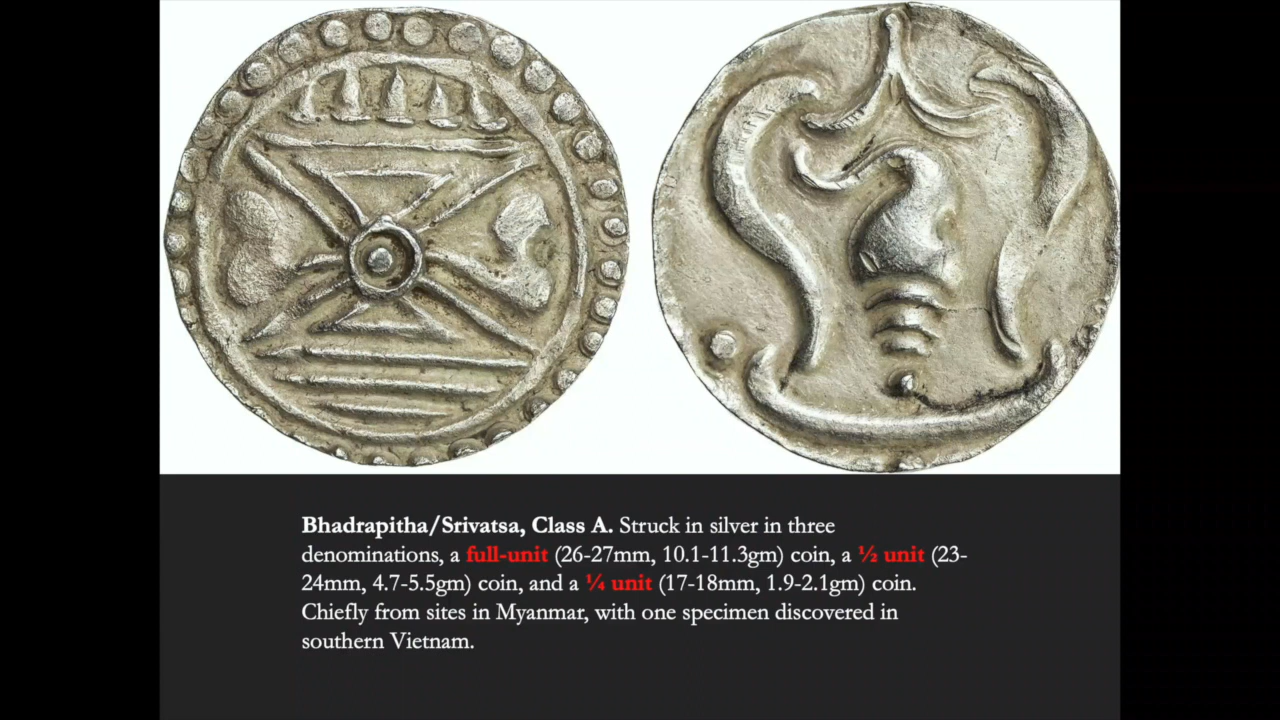 Bhadrapitha/Srivatsa, Class A. Struck in silver in three
denominations, a full-unit (26-27mm, 10.1-11.3gm) coin, a ½ unit (23-
24mm, 4.7-5.5gm) coin, and a ¼ unit (17-18mm, 1.9-2.1gm) coin.
Chiefly from sites in Myanmar, with one specimen discovered in
southern Vietnam.